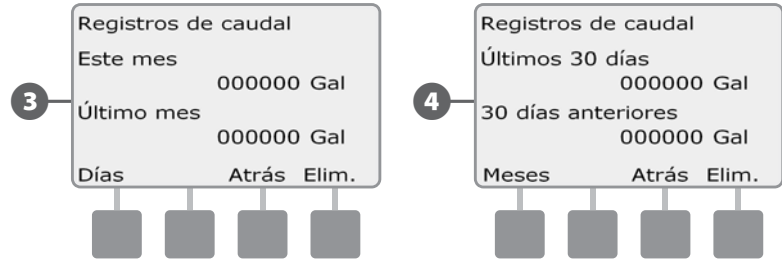 3
Registros de caudal
Este mes
000000 Gal
Último mes
000000 Gal
Días Atrás Elim.
4
Registros de caudal
Últimos 30 días
000000 Gal
30 días anteriores
000000 Gal
Meses Atrás Elim.